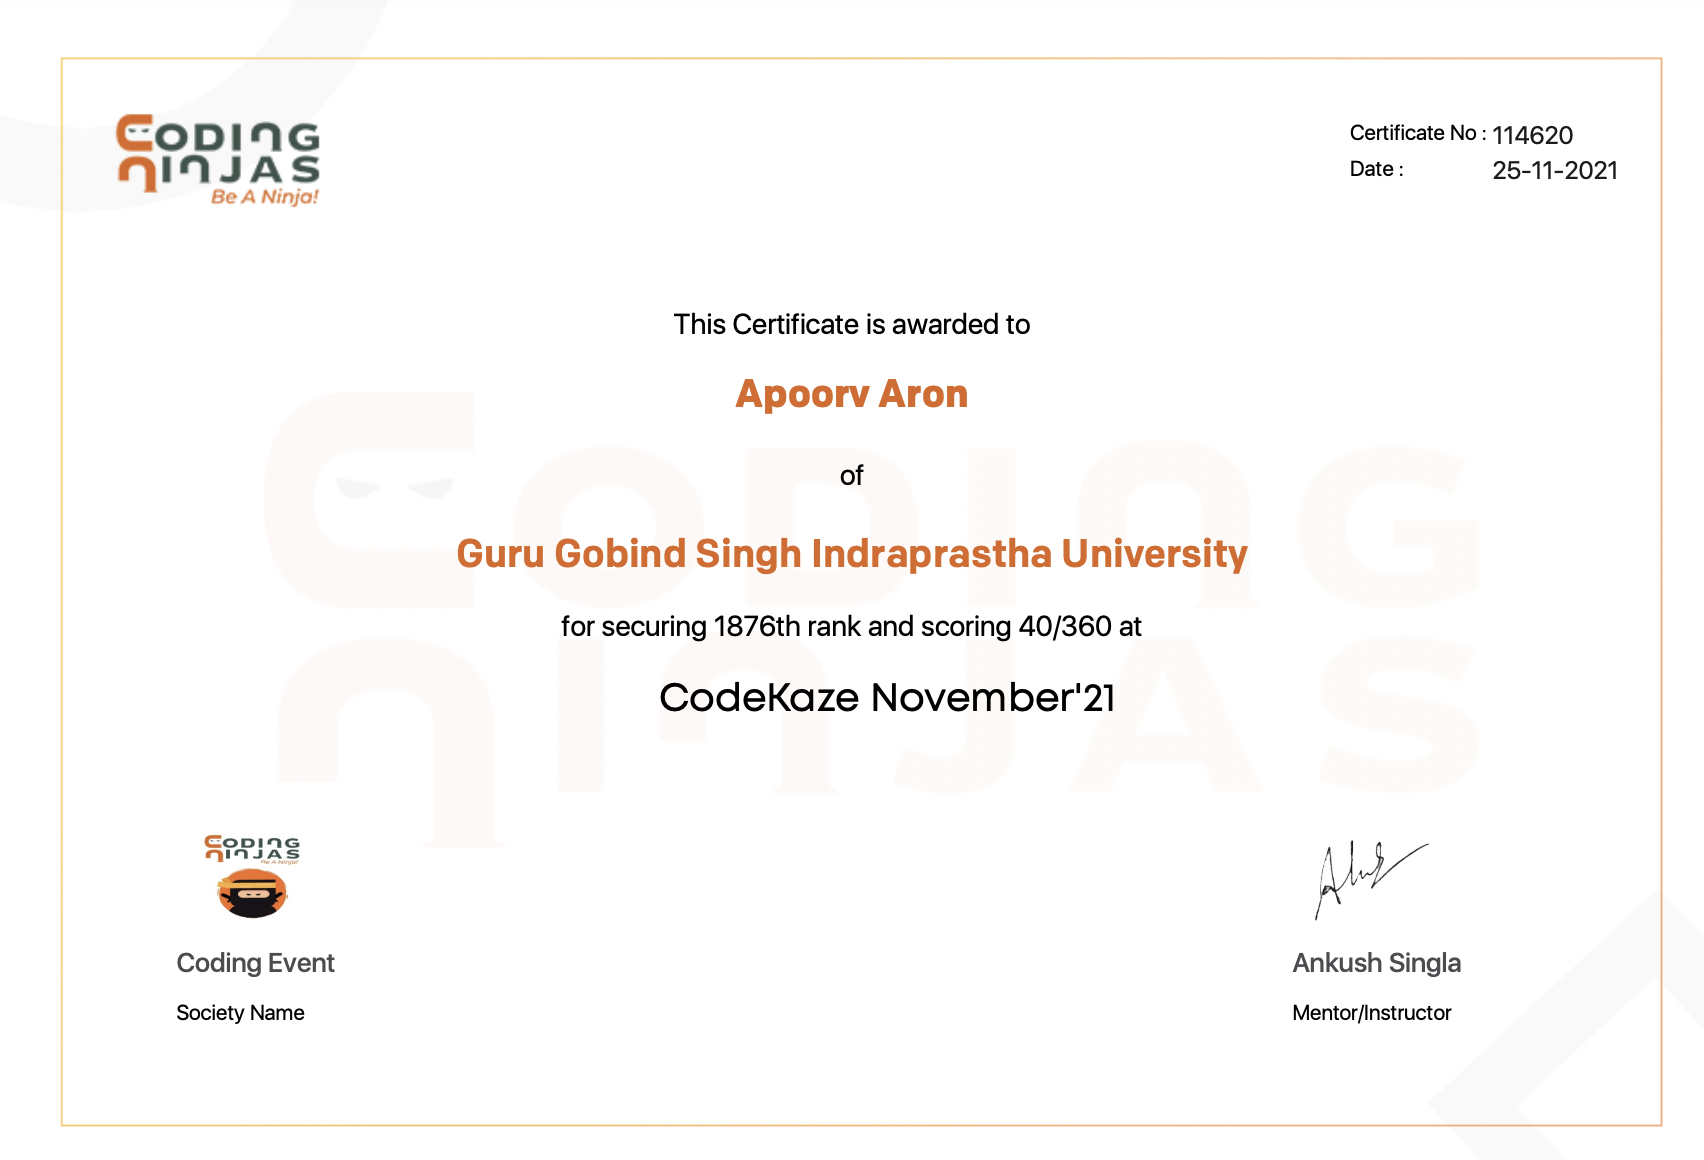 CODING
NINJAS
Be A Ninja!
Certificate No : 114620
Date : 25-11-2021
This Certificate is awarded to
Apoorv Aron
of
Guru Gobind Singh Indraprastha University
for securing 1876th rank and scoring 40/360 at
CodeKaze November'21
CODING
NINJAS
CODING
NINJAS
Be A Ninja!
Coding Event
Society Name
Ankush Singla
Mentor/Instructor